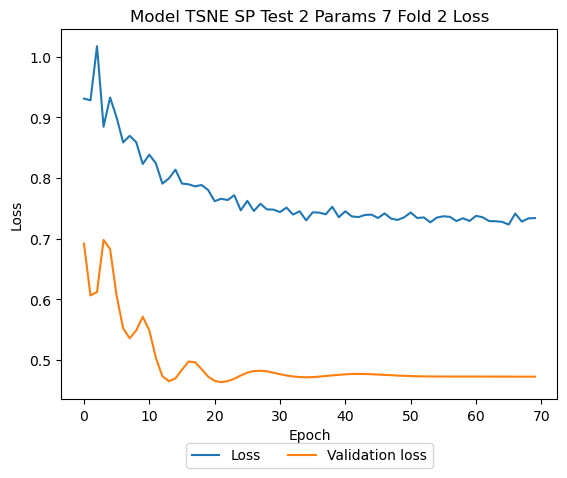 Model TSNE SP Test 2 Params 7 Fold 2 Loss
1.0
0.9
0.8
0.7
0.6
0.5
Loss
0 10 20 30 40 50 60 70
Epoch
Loss Validation loss